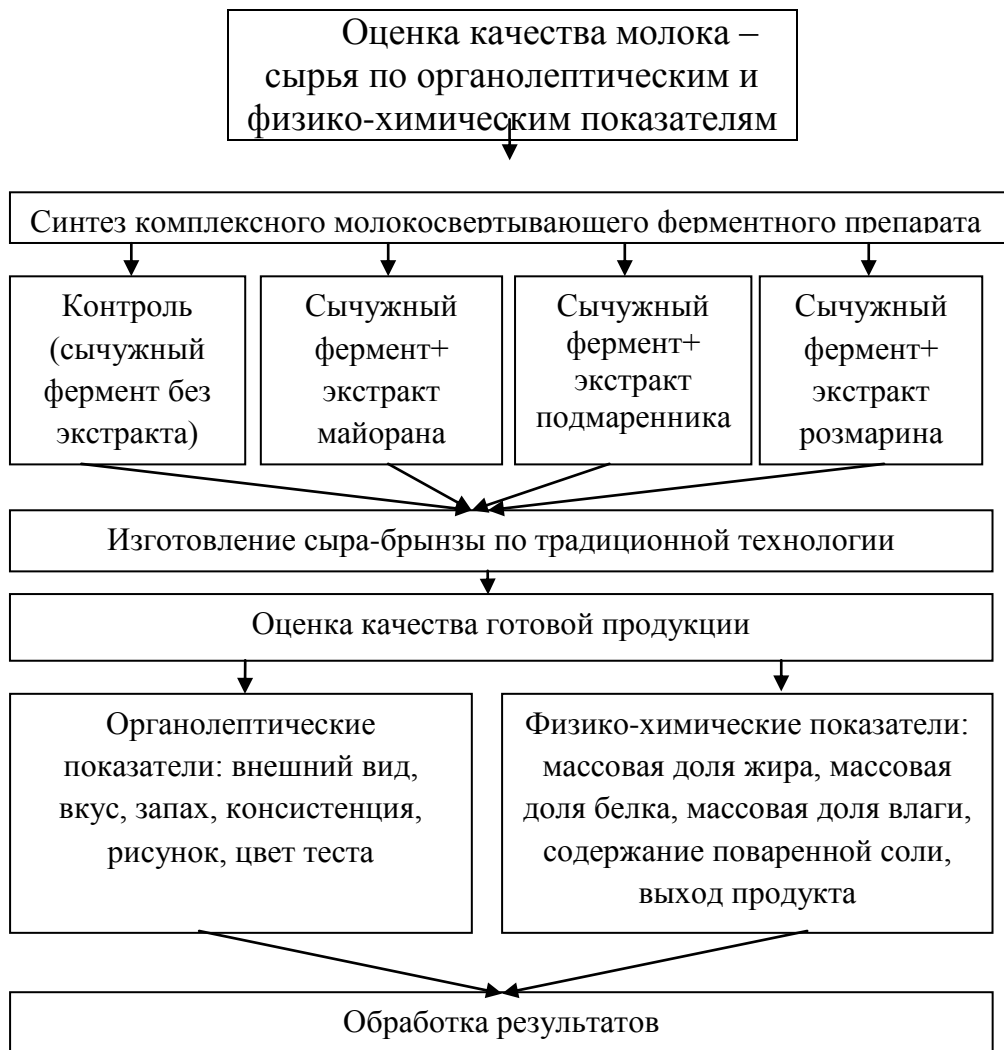 Оценка качества молока –
сырья по органолептическим и
физико-химическим показателям
Синтез комплексного молокосвертывающего ферментного препарата
Контроль
(сычужный
фермент без
экстракта)
Сычужный
фермент+
экстракт
майорана
Сычужный
фермент+
экстракт
подмаренника
Сычужный
фермент+
экстракт
розмарина
Изготовление сыра-брынзы по традиционной технологии
Оценка качества готовой продукции
Органолептические
показатели: внешний вид,
вкус, запах, консистенция,
рисунок, цвет теста
Физико-химические показатели:
массовая доля жира, массовая
доля белка, массовая доля влаги,
содержание поваренной соли,
выход продукта
Обработка результатов